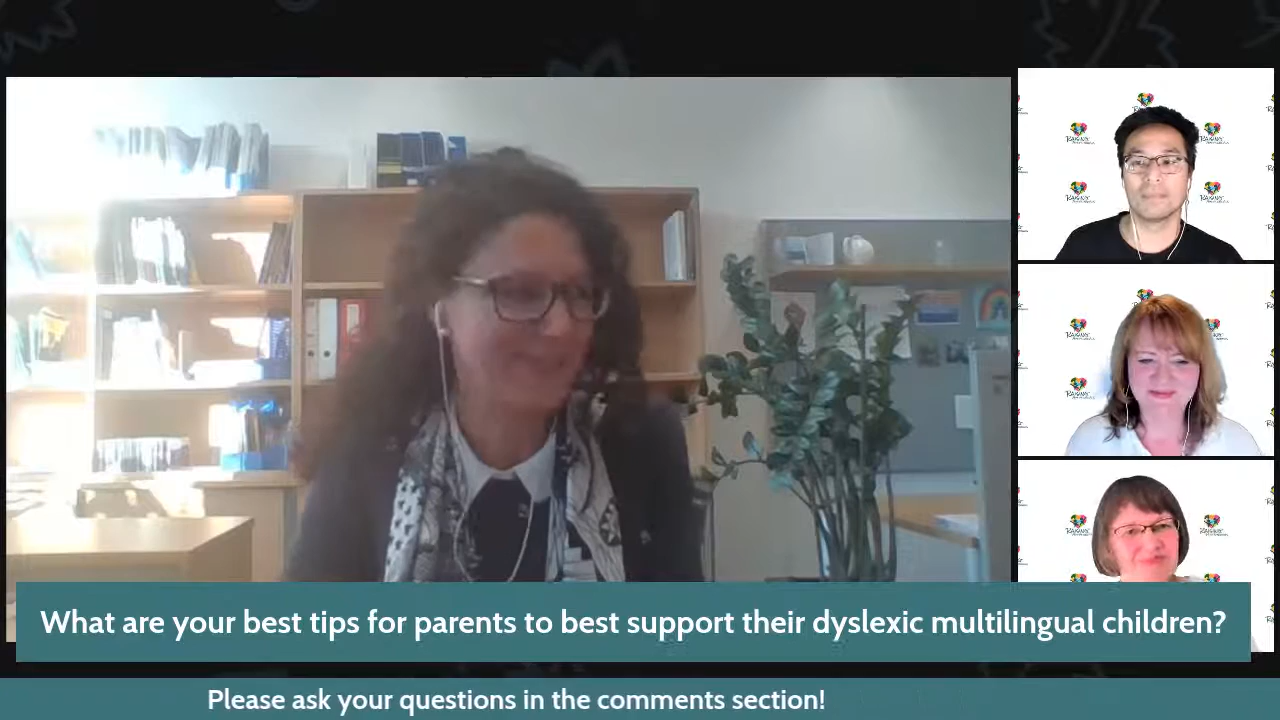 What are your best tips for parents to best support their dyslexic multilingual children?
Please ask your questions in the comments section!